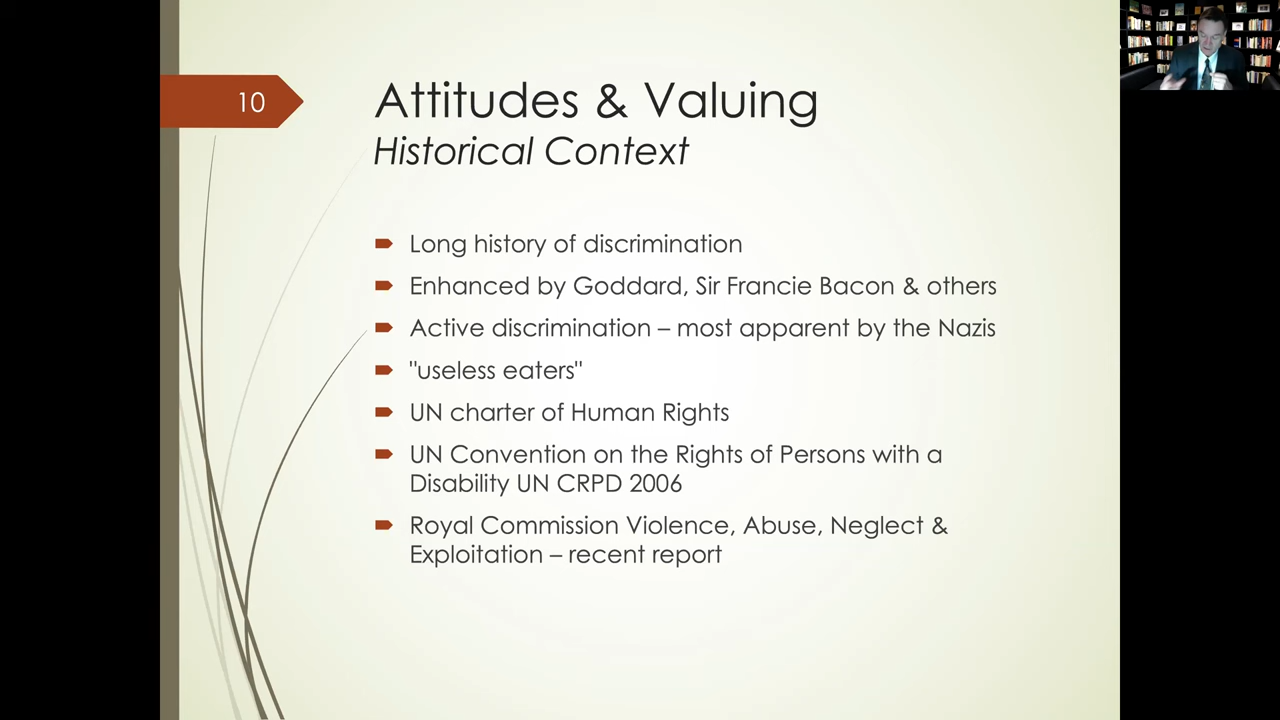 10
Attitudes & Valuing
Historical Context
Long history of discrimination
Enhanced by Goddard, Sir Francie Bacon & others
Active discrimination – most apparent by the Nazis
"useless eaters"
UN charter of Human Rights
UN Convention on the Rights of Persons with a
Disability UN CRPD 2006
Royal Commission Violence, Abuse, Neglect &
Exploitation – recent report